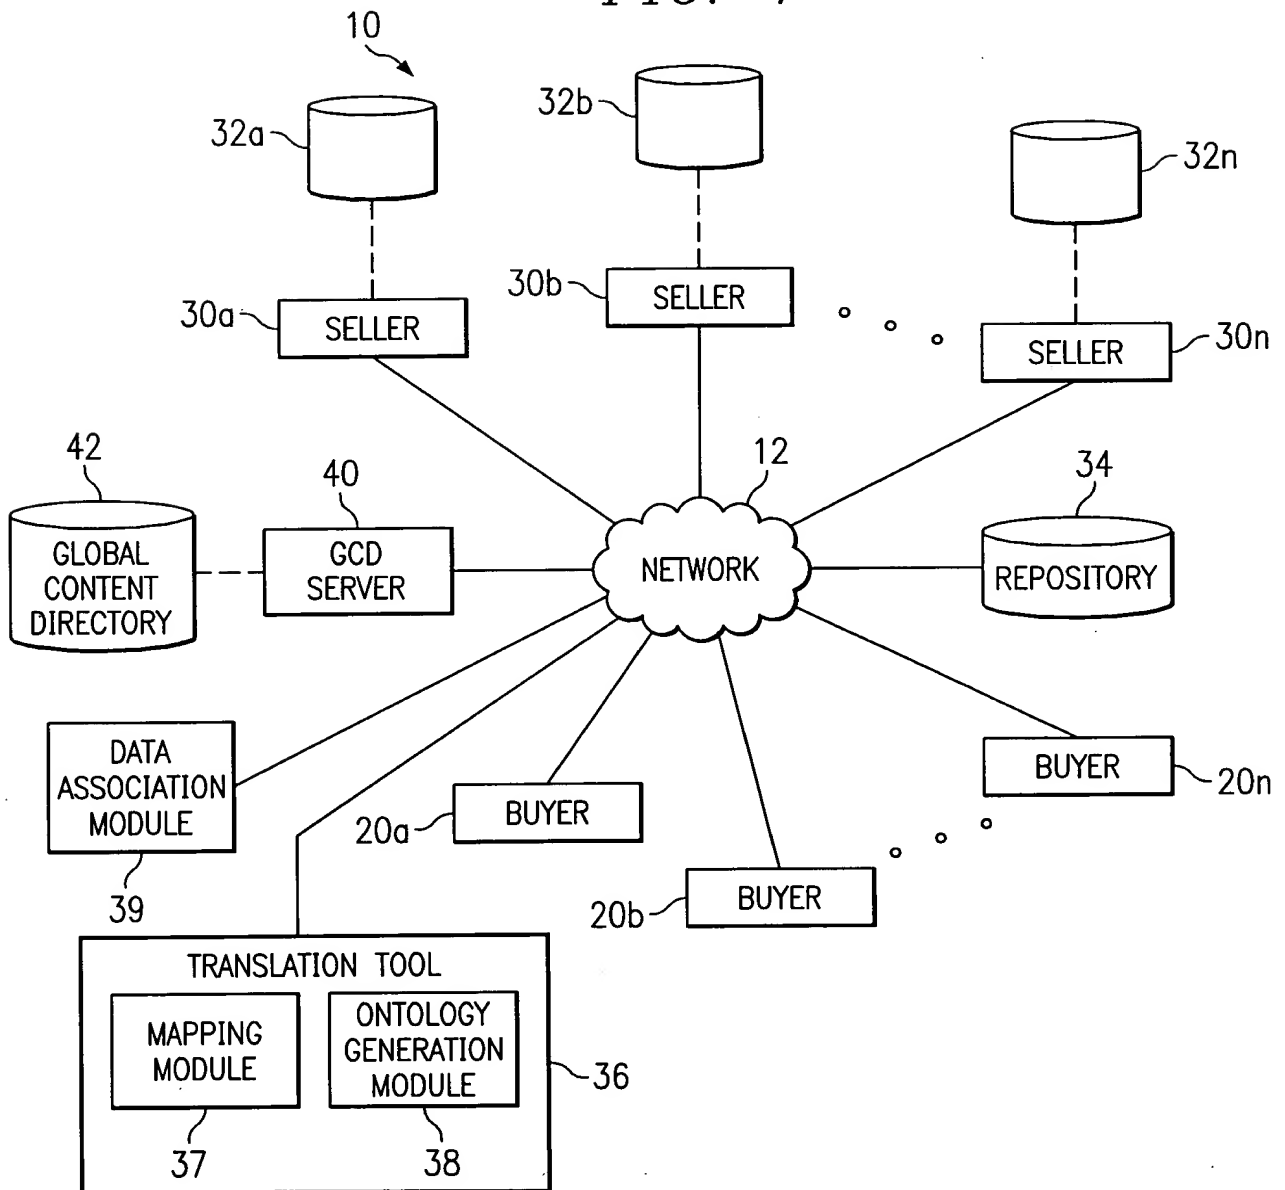 10
32a
32b
32n
30a
SELLER
30b
SELLER
SELLER
30n
42
40
12
34
GLOBAL
CONTENT
DIRECTORY
GCD
SERVER
NETWORK
REPOSITORY
DATA
ASSOCIATION
MODULE
39
20a
BUYER
20b
BUYER
BUYER
20n
TRANSLATION TOOL
MAPPING
MODULE
ONTOLOGY
GENERATION
MODULE
36
37
38